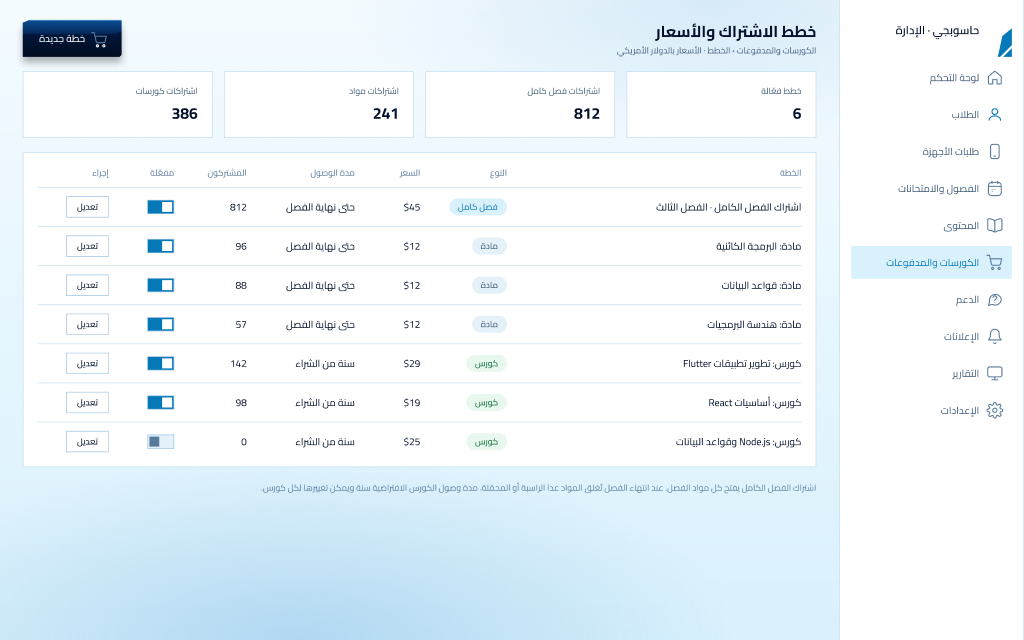 حاسوبجي · الإدارة
لوحة التحكم
الطلاب
طلبات الأجهزة
الفصول والامتحانات
المحتوى
الكورسات والمدفوعات
الدعم
الإعلانات
التقارير
الإعدادات
خطط الاشتراك والأسعار
الكورسات والمدفوعات › الخطط · الأسعار بالدولار الأمريكي
خطة جديدة
خطط فعّالة
6
اشتراكات فصل كامل
812
اشتراكات مواد
241
اشتراكات كورسات
386
الخطة النوع السعر مدة الوصول المشتركون مفعّلة إجراء
اشتراك الفصل الكامل · الفصل الثالث فصل كامل $45 حتى نهاية الفصل 812 تعديل
مادة: البرمجة الكائنية مادة $12 حتى نهاية الفصل 96 تعديل
مادة: قواعد البيانات مادة $12 حتى نهاية الفصل 88 تعديل
مادة: هندسة البرمجيات مادة $12 حتى نهاية الفصل 57 تعديل
كورس: تطوير تطبيقات Flutter كورس $29 سنة من الشراء 142 تعديل
كورس: أساسيات React كورس $19 سنة من الشراء 98 تعديل
كورس: Node.js وقواعد البيانات كورس $25 سنة من الشراء 0 تعديل
اشتراك الفصل الكامل يفتح كل مواد الفصل. عند انتهاء الفصل تُغلق المواد عدا الراسبة أو المحمّلة. مدة وصول الكورس الافتراضية سنة ويمكن تغييرها لكل كورس.